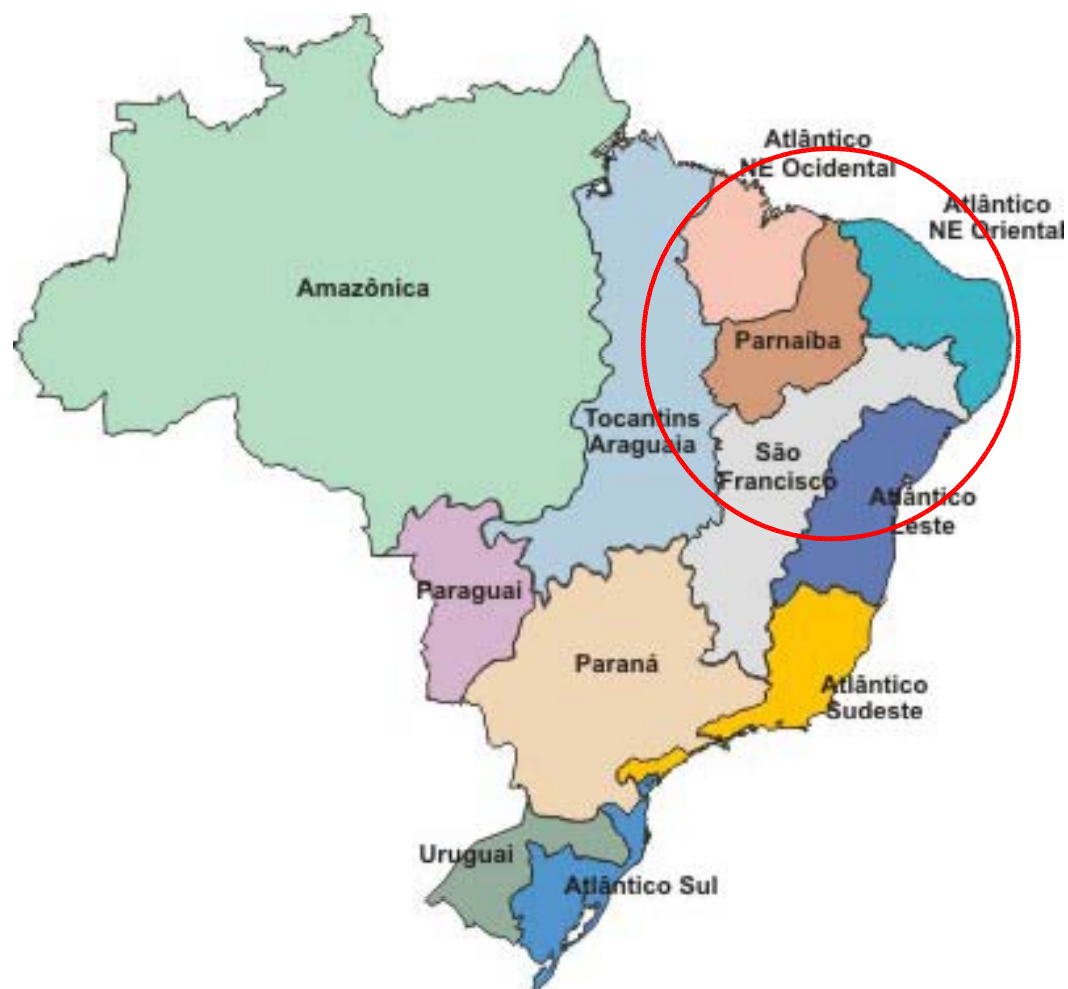 Atlântico
NE Ocidental
Atlântico
NE Oriental
Amazônica
Parnaíba
Tocantins
Araguaia
São
Francisco
Atlântico
Leste
Paraguai
Paraná
Atlântico
Sudeste
Uruguai
Atlântico Sul